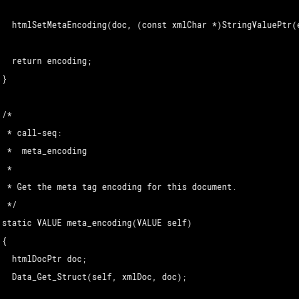 htmlSetMetaEncoding(doc, (const xmlChar *)StringValuePtr(
return encoding;
}
/*
* call-seq:
*  meta_encoding
*
* Get the meta tag encoding for this document.
*/
static VALUE meta_encoding(VALUE self)
{
htmlDocPtr doc;
Data_Get_Struct(self, xmlDoc, doc);